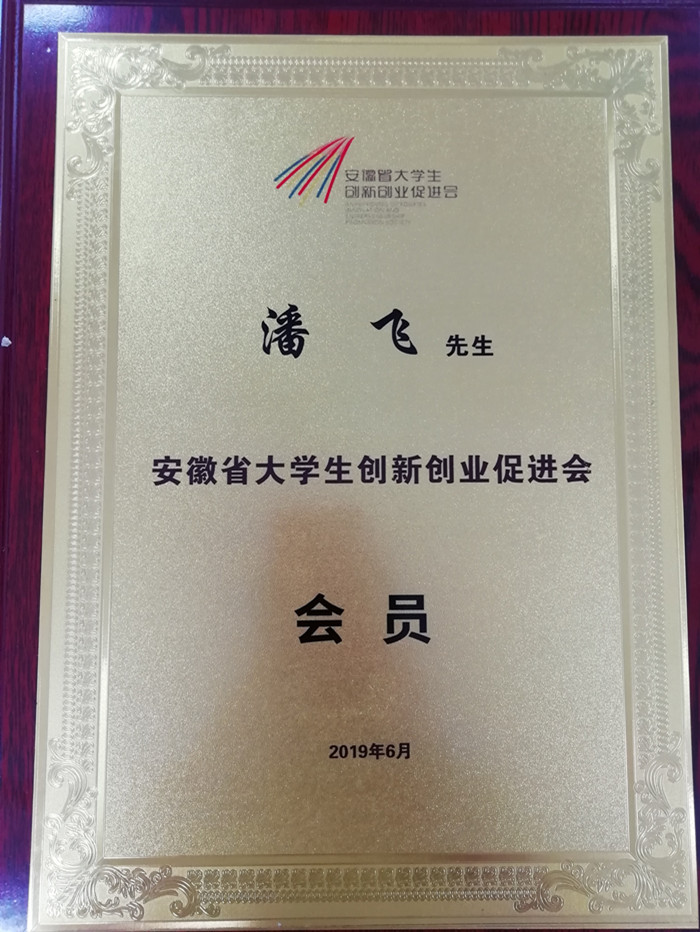 安徽省大学生
创新创业促进会
潘 飞 先生
安徽省大学生创新创业促进会
会 员
2019年6月